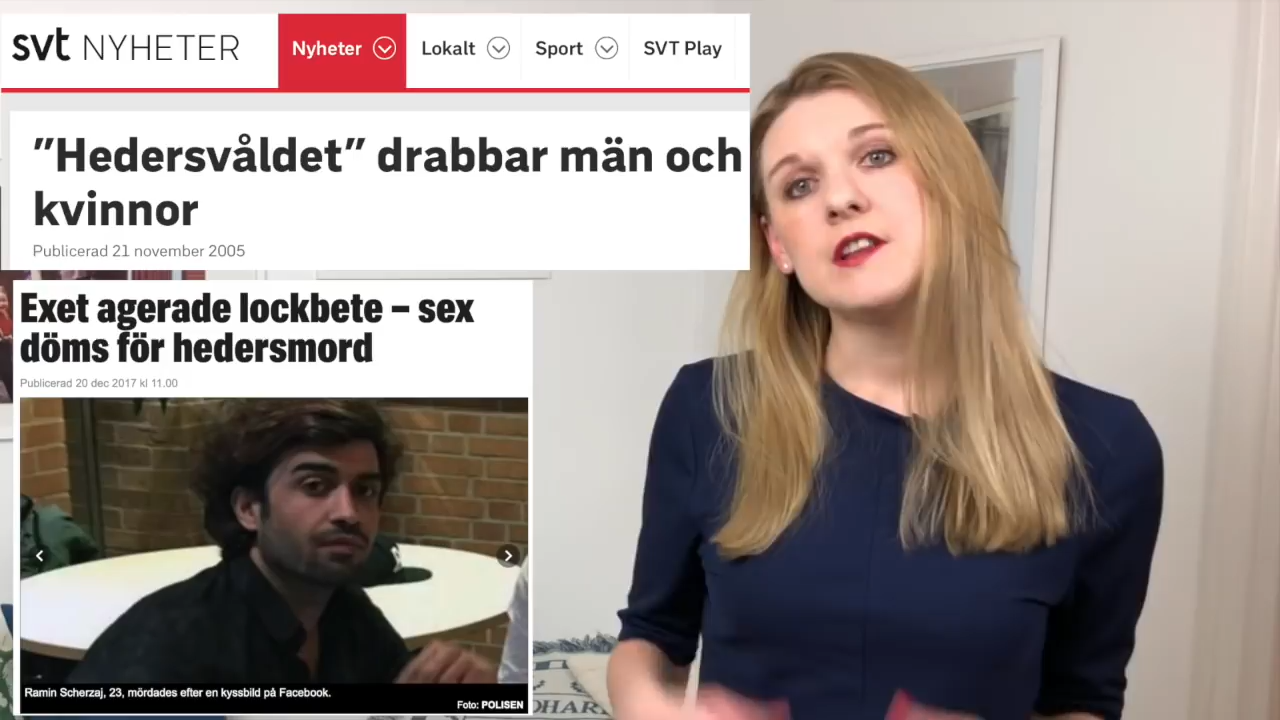 svt NYHETER Nyheter Lokalt Sport SVT Play
”Hedersvåldet” drabbar män och
kvinnor
Publicerad 21 november 2005
Exet agerade lockbete – sex
döms för hedersmord
Publicerad 20 dec 2017 kl 11.00
Ramin Scherzaj, 23, mördades efter en kyssbild på Facebook.
Foto: POLISEN